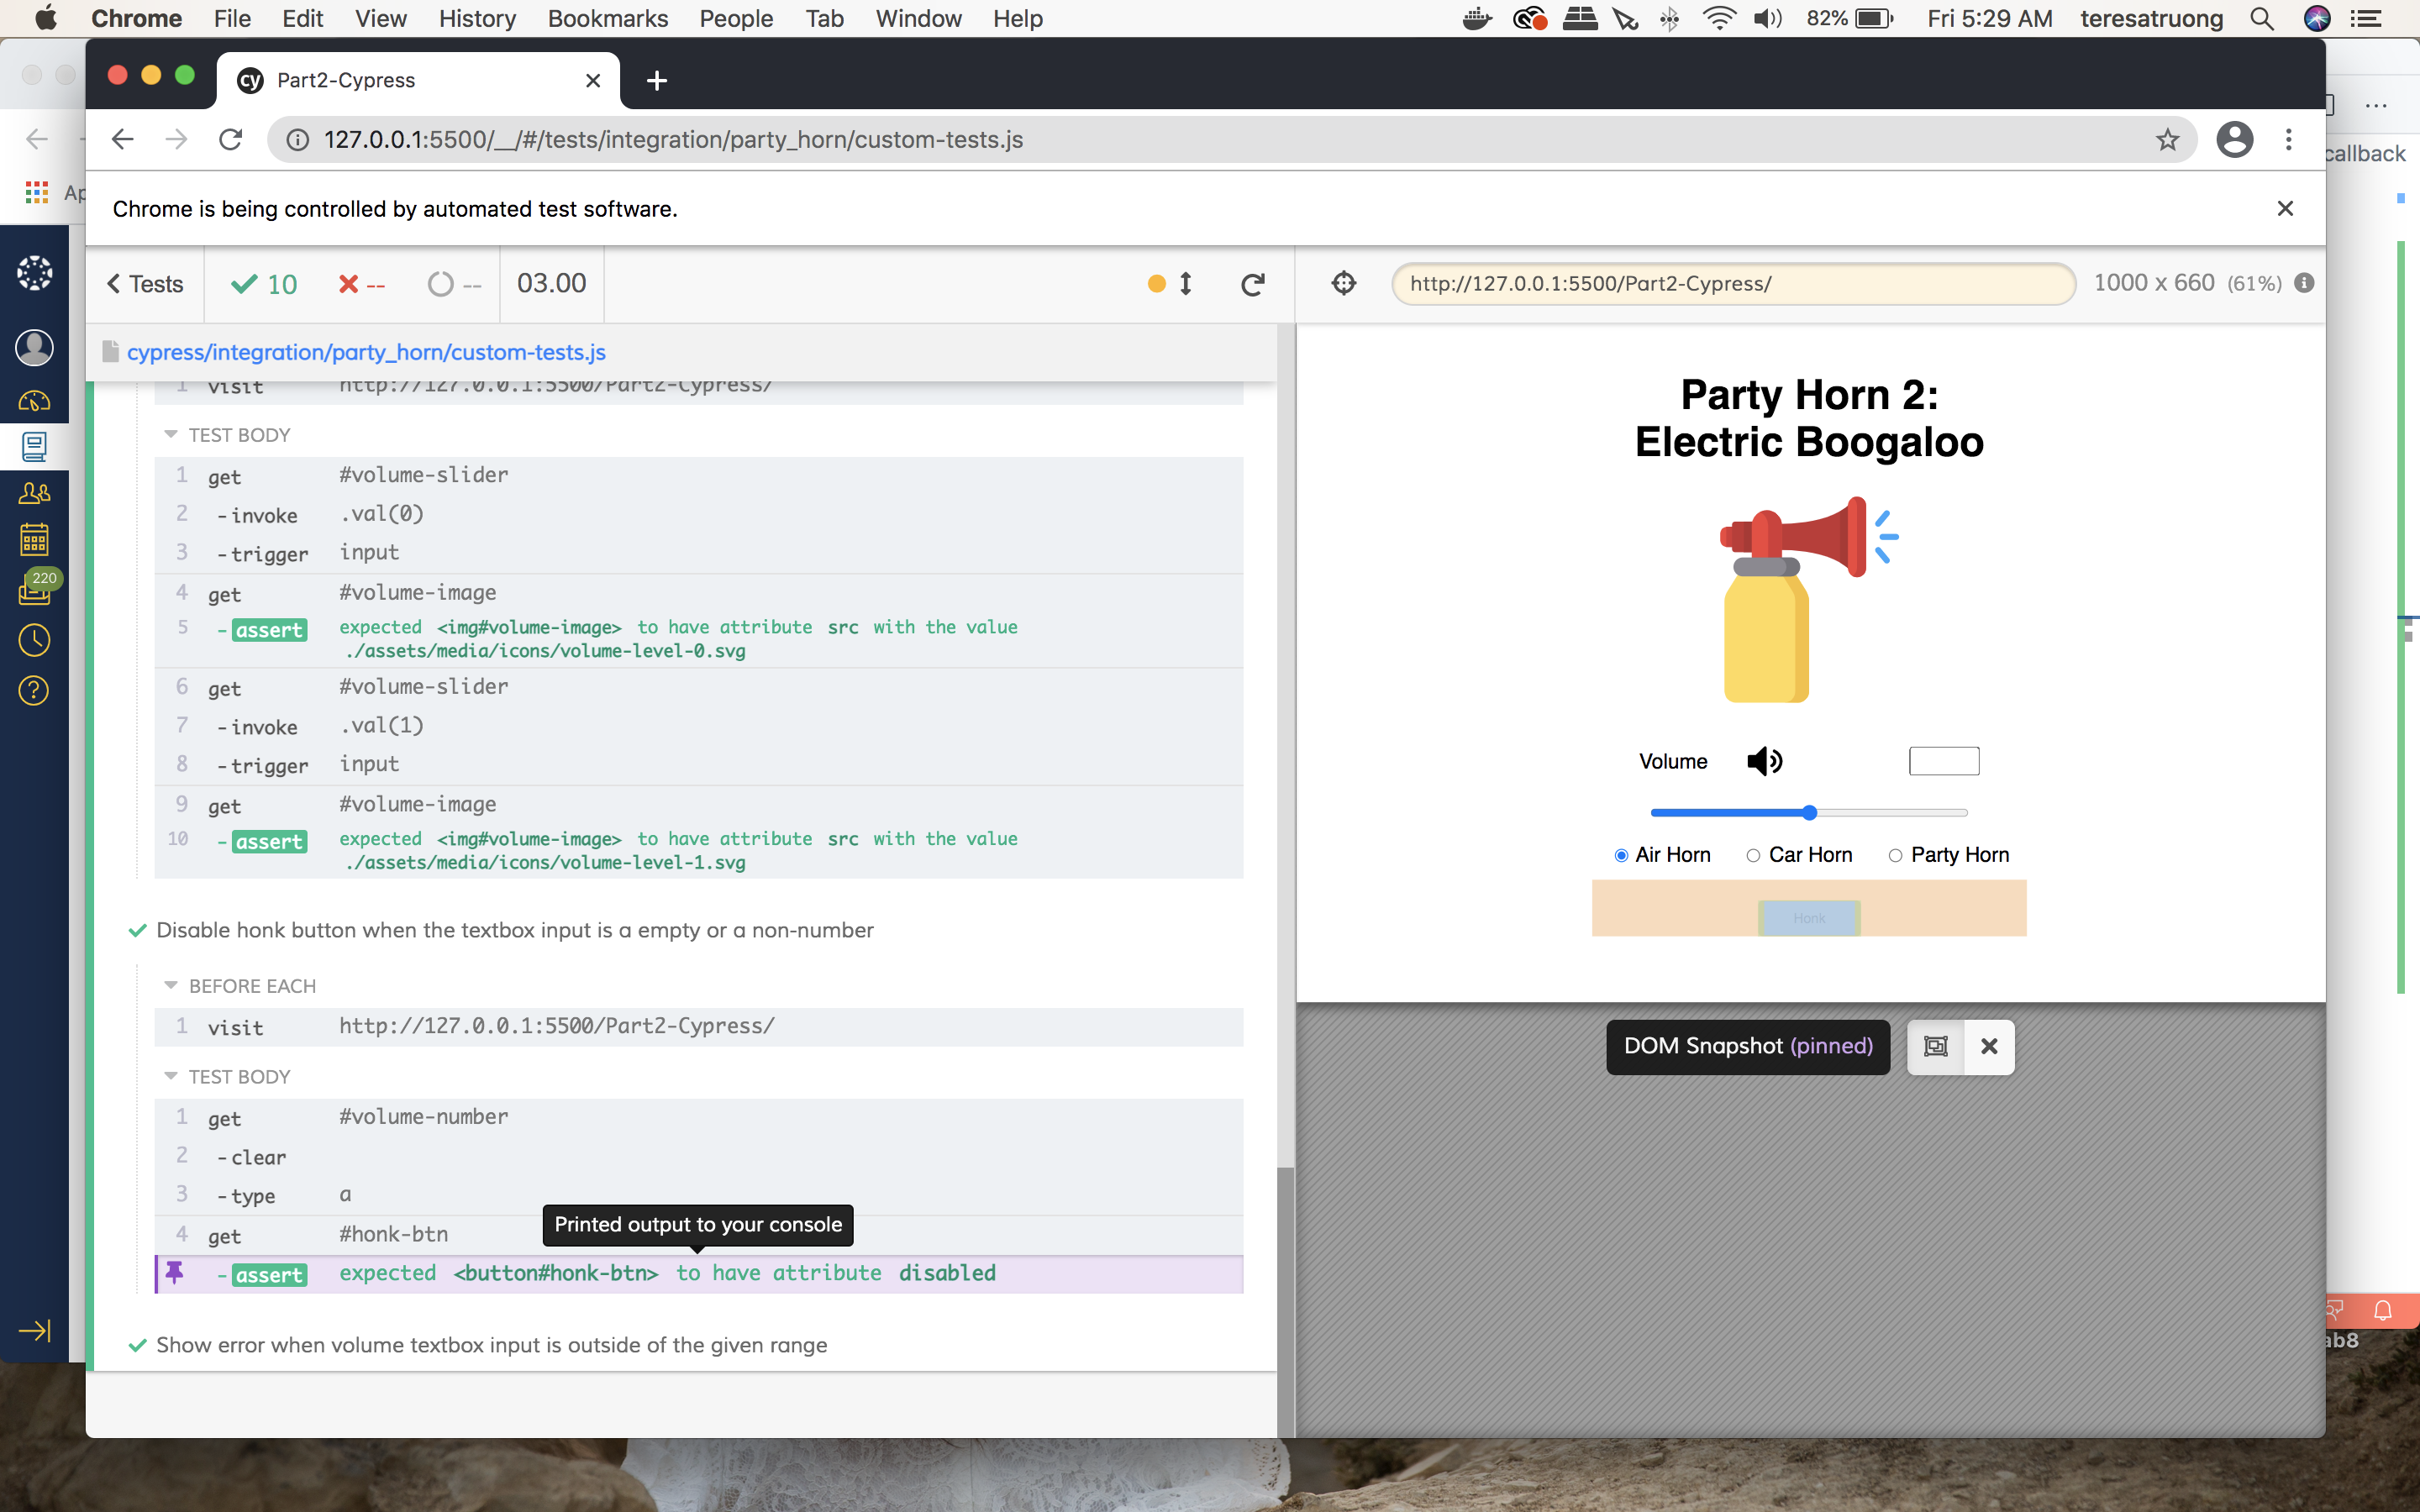 Chrome File Edit View History Bookmarks People Tab Window Help 82% Fri 5:29 AM teresatruong
cy Part2-Cypress
127.0.0.1:5500/__/#/tests/integration/party_horn/custom-tests.js
callback
Ap
Chrome is being controlled by automated test software.
Tests 10 -- -- 03.00
http://127.0.0.1:5500/Part2-Cypress/ 1000 x 660 (61%)
cypress/integration/party_horn/custom-tests.js
1 visit http://127.0.0.1:5500/Part2-Cypress/
TEST BODY
1 get #volume-slider
2 -invoke .val(0)
3 -trigger input
4 get #volume-image
5 -assert expected <img#volume-image> to have attribute src with the value
./assets/media/icons/volume-level-0.svg
6 get #volume-slider
7 -invoke .val(1)
8 -trigger input
9 get #volume-image
10 -assert expected <img#volume-image> to have attribute src with the value
./assets/media/icons/volume-level-1.svg
Disable honk button when the textbox input is a empty or a non-number
BEFORE EACH
1 visit http://127.0.0.1:5500/Part2-Cypress/
TEST BODY
1 get #volume-number
2 -clear
3 -type a
4 get #honk-btn
Printed output to your console
-assert expected <button#honk-btn> to have attribute disabled
Show error when volume textbox input is outside of the given range
Party Horn 2:
Electric Boogaloo
Volume
Air Horn Car Horn Party Horn
Honk
DOM Snapshot (pinned)
220
ab8